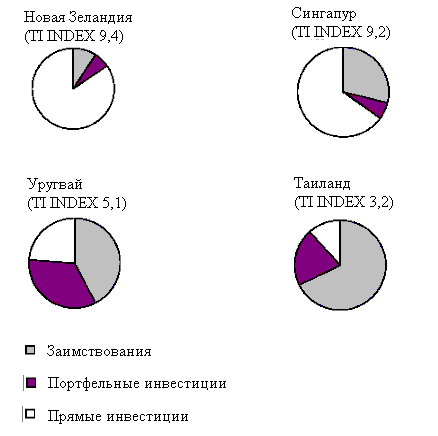 Новая Зеландия
(TI INDEX 9,4)
Сингапур
(TI INDEX 9,2)
Уругвай
(TI INDEX 5,1)
Таиланд
(TI INDEX 3,2)
Заимствования
Портфельные инвестиции
Прямые инвестиции